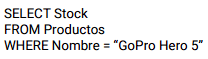 SELECT Stock
FROM Productos
WHERE Nombre = “GoPro Hero 5”